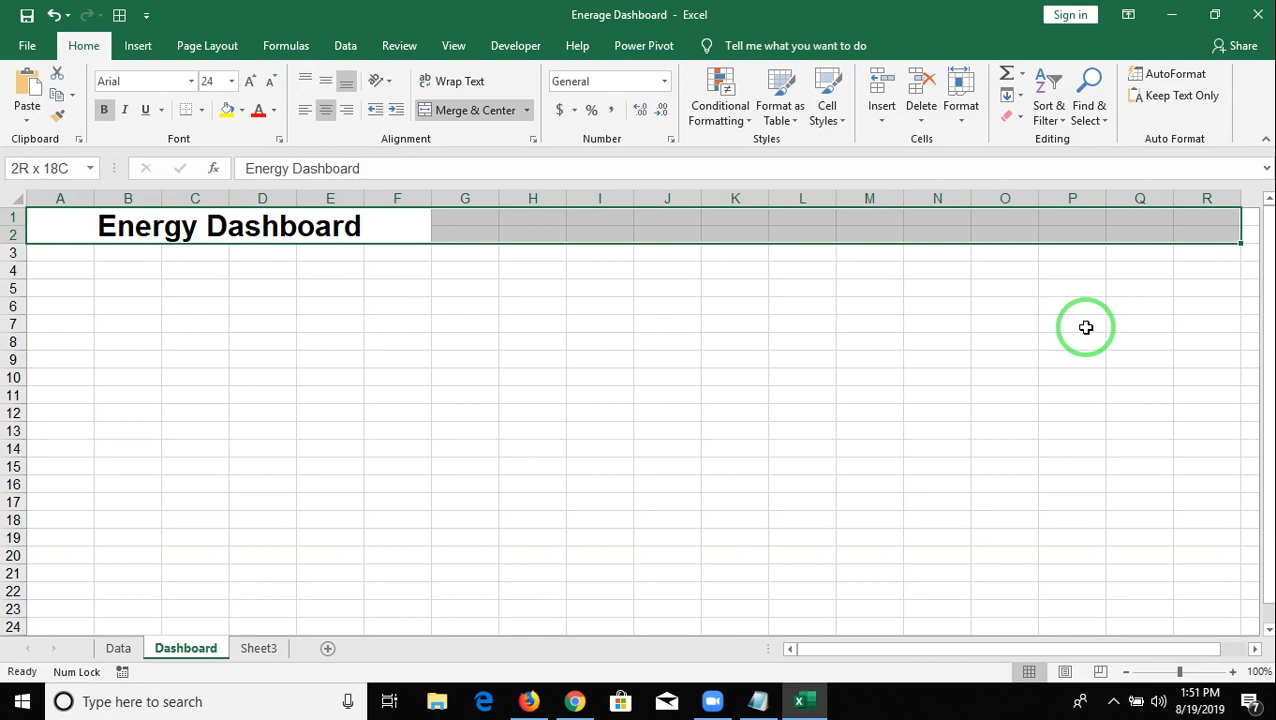 Enerage Dashboard - Excel
Sign in
File Home Insert Page Layout Formulas Data Review View Developer Help Power Pivot Tell me what you want to do Share
Paste
Clipboard
Arial 24
B I U
Font
Wrap Text
Merge & Center
Alignment
General
$ % ,
Number
Conditional Formatting
Format as Table
Cell Styles
Styles
Insert Delete Format
Cells
Sort & Filter
Find & Select
Editing
AutoFormat
Keep Text Only
Auto Format
2R x 18C
fx
Energy Dashboard
A B C D E F G H I J K L M N O P Q R
Energy Dashboard
1
2
3
4
5
6
7
8
9
10
11
12
13
14
15
16
17
18
19
20
21
22
23
24
Data Dashboard Sheet3
Ready Num Lock 100%
Type here to search
1:51 PM
8/19/2019
7